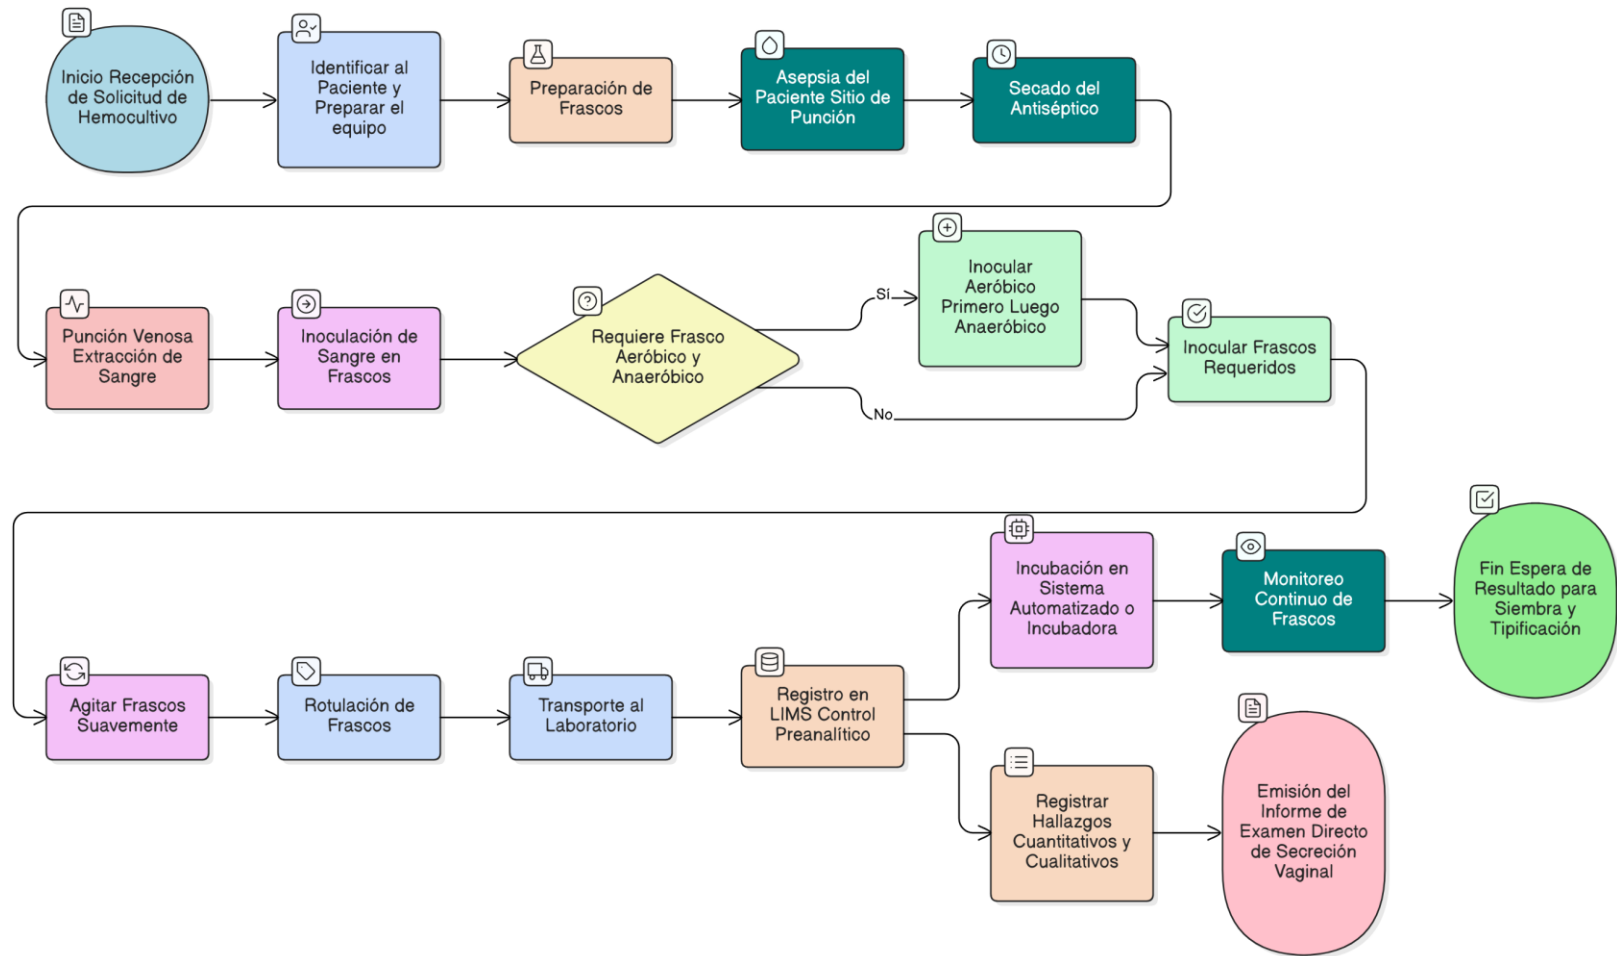 Inicio Recepción
de Solicitud de
Hemocultivo
Identificar al
Paciente y
Preparar el
equipo
Preparación de
Frascos
Asepsia del
Paciente Sitio de
Punción
Secado del
Antiséptico
Punción Venosa
Extracción de
Sangre
Inoculación de
Sangre en
Frascos
Requiere Frasco
Aeróbico y
Anaeróbico
Sí
Inocular
Aeróbico
Primero Luego
Anaeróbico
No
Inocular Frascos
Requeridos
Agitar Frascos
Suavemente
Rotulación de
Frascos
Transporte al
Laboratorio
Registro en
LIMS Control
Preanalítico
Incubación en
Sistema
Automatizado o
Incubadora
Monitoreo
Continuo de
Frascos
Fin Espera de
Resultado para
Siembra y
Tipificación
Registrar
Hallazgos
Cuantitativos y
Cualitativos
Emisión del
Informe de
Examen Directo
de Secreción
Vaginal